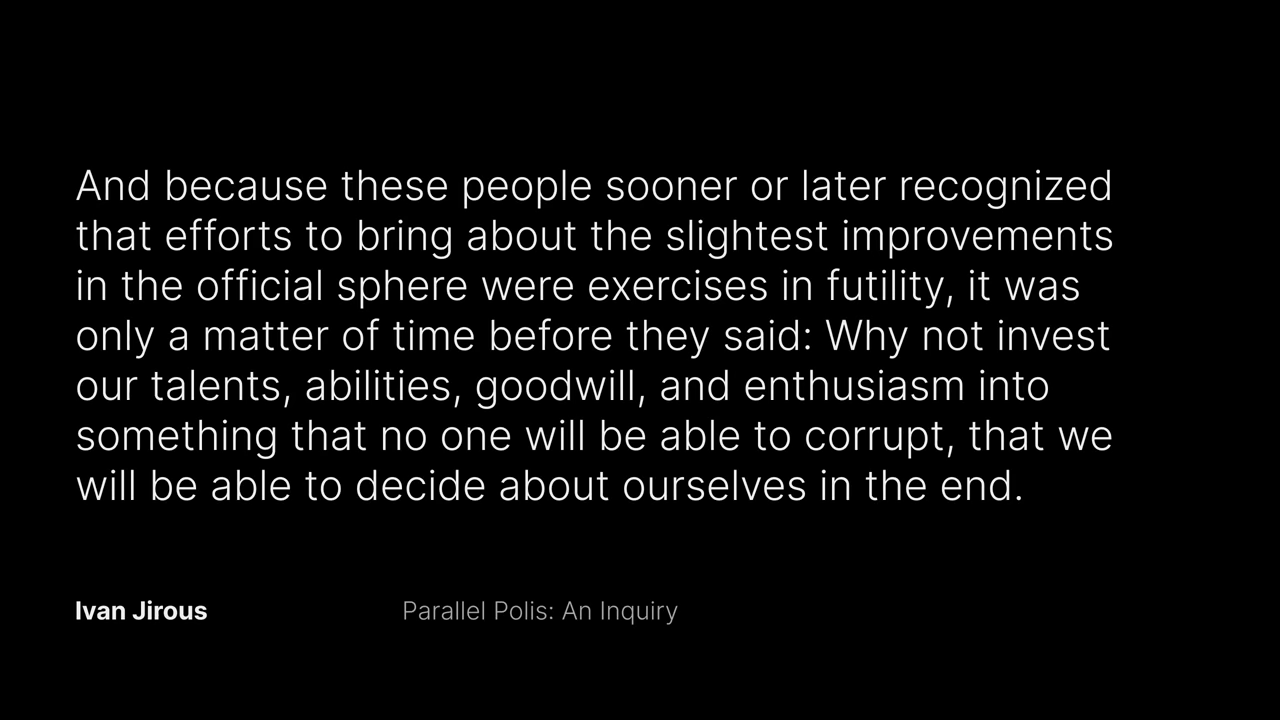 And because these people sooner or later recognized
that efforts to bring about the slightest improvements
in the official sphere were exercises in futility, it was
only a matter of time before they said: Why not invest
our talents, abilities, goodwill, and enthusiasm into
something that no one will be able to corrupt, that we
will be able to decide about ourselves in the end.
Ivan Jirous
Parallel Polis: An Inquiry